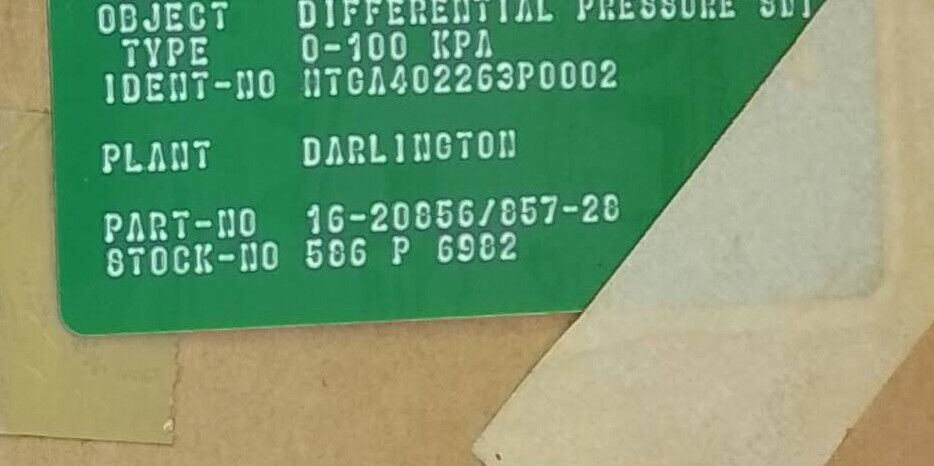 OBJECT DIFFERENTIAL PRESSURE
TYPE 0-100 KPA
IDENT-NO HTGA402263P0002
PLANT DARLINGTON
PART-NO 16-20856/857-28
STOCK-NO 586 P 6982